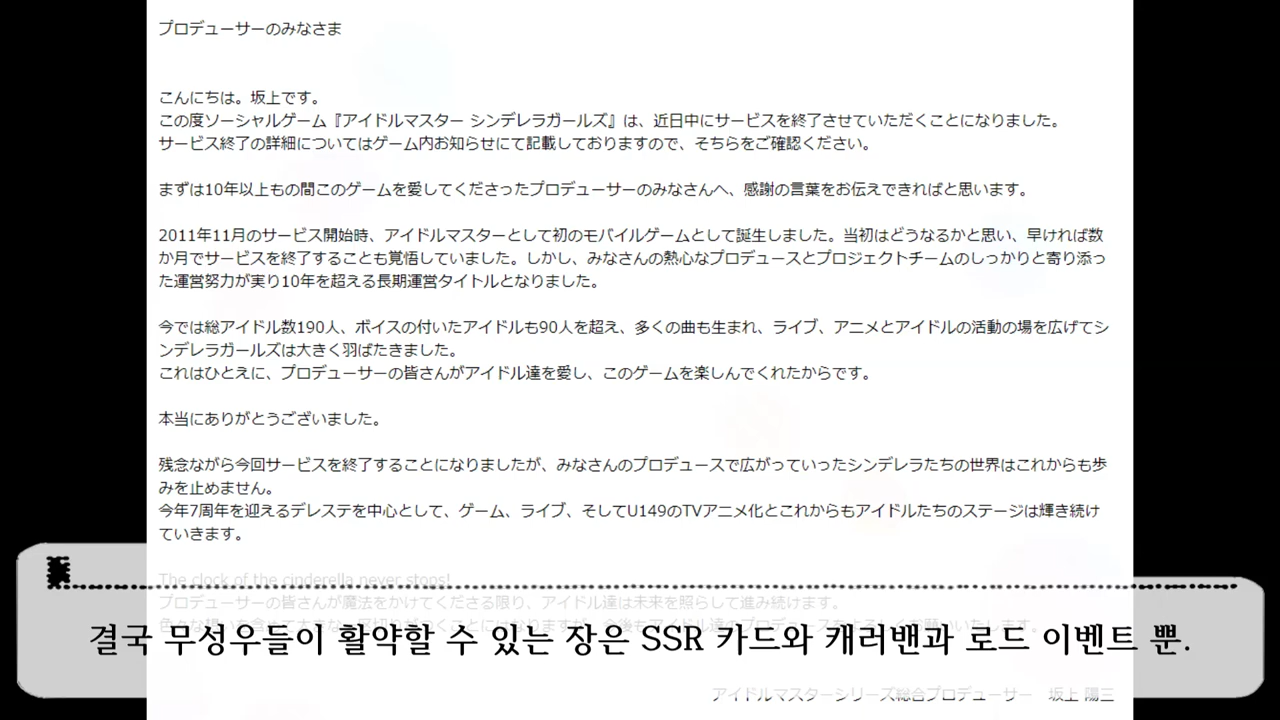 プロデューサーのみなさま
こんにちは。坂上です。
この度ソーシャルゲーム『アイドルマスター シンデレラガールズ』は、近日中にサービスを終了させていただくことになりました。
サービス終了の詳細についてはゲーム内お知らせにて記載しておりますので、そちらをご確認ください。
まずは10年以上もの間このゲームを愛してくださったプロデューサーのみなさんへ、感謝の言葉をお伝えできればと思います。
2011年11月のサービス開始時、アイドルマスターとして初のモバイルゲームとして誕生しました。当初はどうなるかと思い、早ければ数
か月でサービスを終了することも覚悟していました。しかし、みなさんの熱心なプロデュースとプロジェクトチームのしっかりと寄り添っ
た運営努力が実り10年を超える長期運営タイトルとなりました。
今では総アイドル数190人、ボイスの付いたアイドルも90人を超え、多くの曲も生まれ、ライブ、アニメとアイドルの活動の場を広げてシ
ンデレラガールズは大きく羽ばたきました。
これはひとえに、プロデューサーの皆さんがアイドル達を愛し、このゲームを楽しんでくれたからです。
本当にありがとうございました。
残念ながら今回サービスを終了することになりましたが、みなさんのプロデュースで広がっていったシンデレラたちの世界はこれからも歩
みを止めません。
今年7周年を迎えるデレステを中心として、ゲーム、ライブ、そしてU149のTVアニメ化とこれからもアイドルたちのステージは輝き続け
ていきます。
The clock of the cinderella never stops!
プロデューサーの皆さんが魔法をかけてくださる限り、アイドル達は未来を照らして進み続けます。
결국 무성우들이 활약할 수 있는 장은 SSR 카드와 캐러밴과 로드 이벤트 뿐.
アイドルマスターシリーズ総合プロデューサー 坂上 陽三